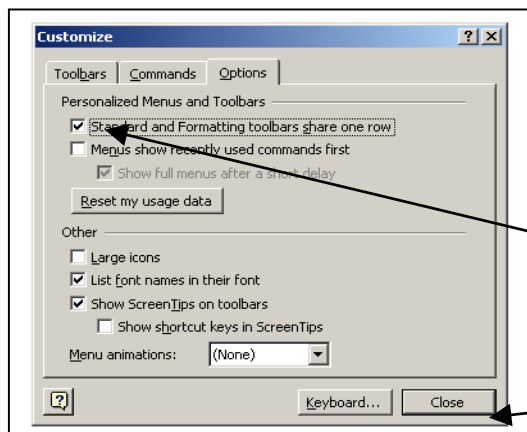 Customize
Toolbars Commands Options
Personalized Menus and Toolbars
Standard and Formatting toolbars share one row
Menus show recently used commands first
Show full menus after a short delay
Reset my usage data
Other
Large icons
List font names in their font
Show ScreenTips on toolbars
Show shortcut keys in ScreenTips
Menu animations: (None)
Keyboard... Close